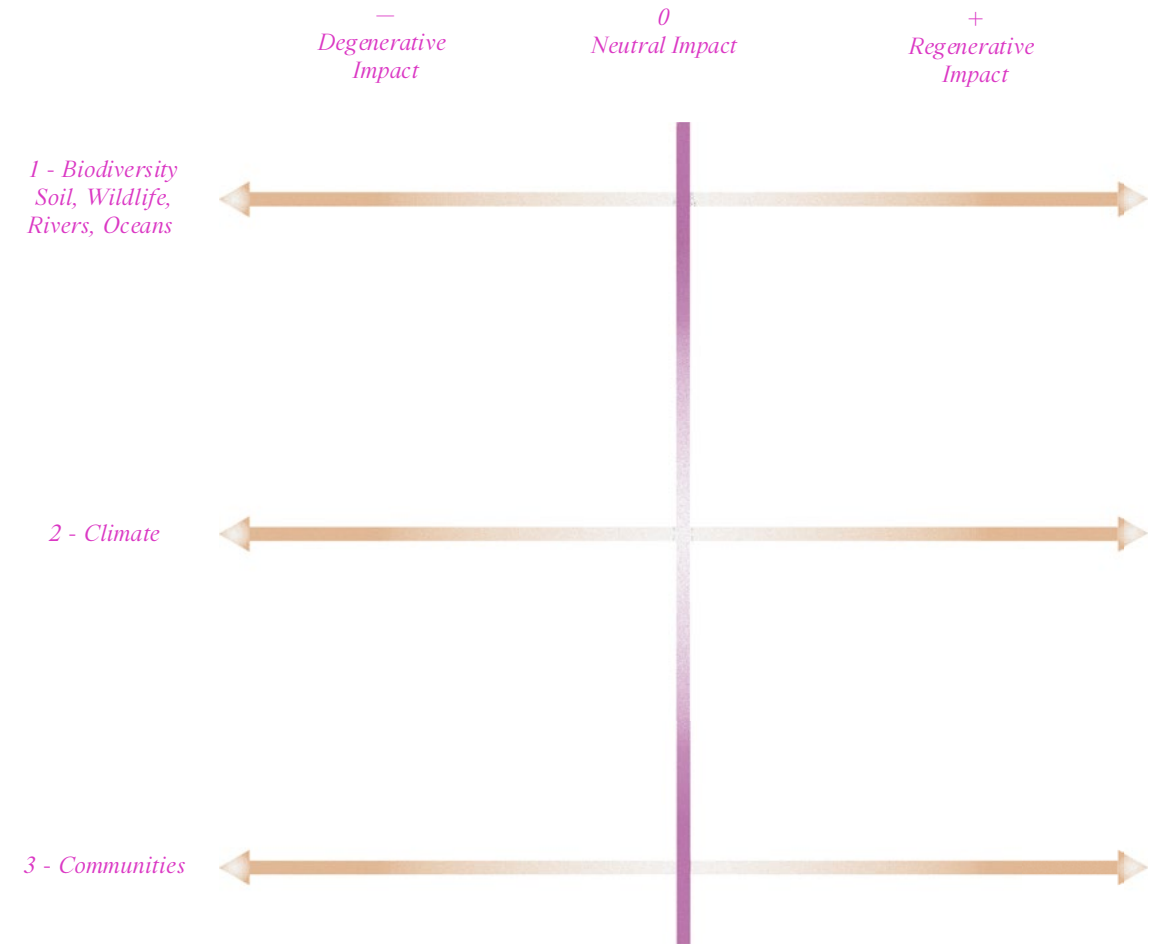 —
Degenerative
Impact
0
Neutral Impact
+
Regenerative
Impact
1 - Biodiversity
Soil, Wildlife,
Rivers, Oceans
2 - Climate
3 - Communities